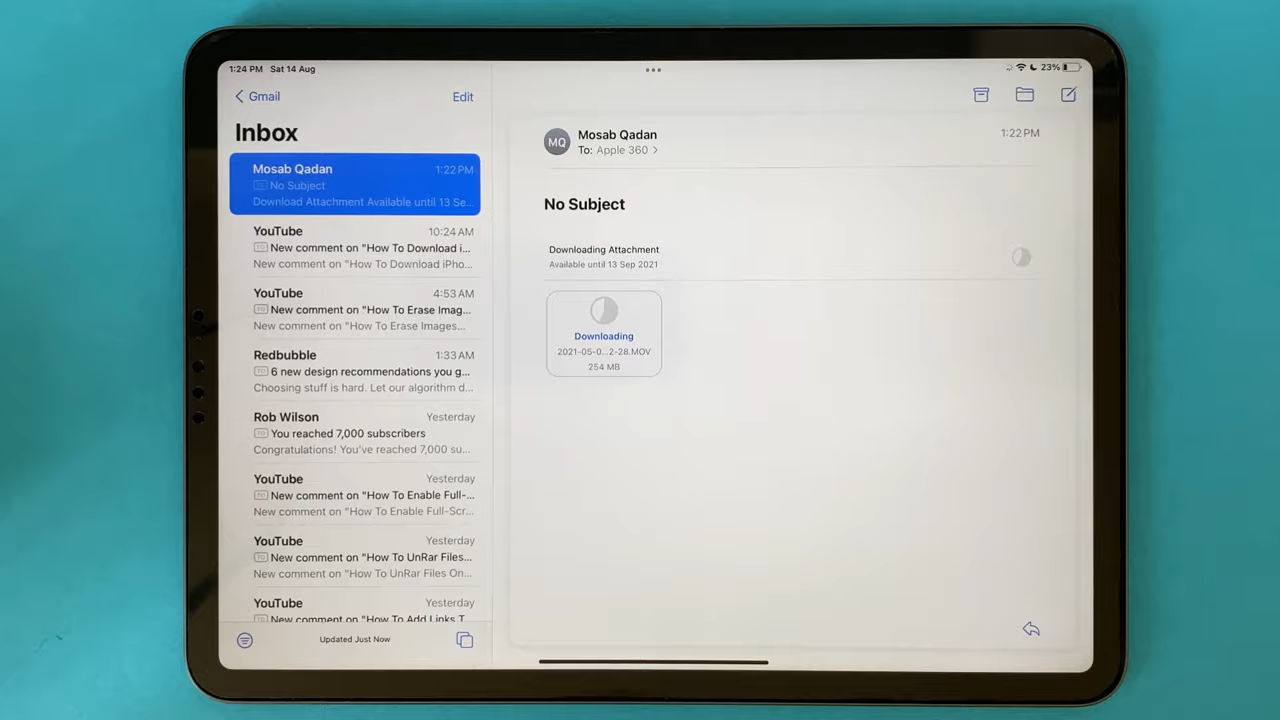 1:24 PM Sat 14 Aug
23%
Gmail
Edit
Inbox
Mosab Qadan 1:22 PM
No Subject
Download Attachment Available until 13 Se...
YouTube 10:24 AM
New comment on "How To Download i...
New comment on "How To Download iPho...
YouTube 4:53 AM
New comment on "How To Erase Imag...
New comment on "How To Erase Images...
Redbubble 1:33 AM
6 new design recommendations you g...
Choosing stuff is hard. Let our algorithm d...
Rob Wilson Yesterday
You reached 7,000 subscribers
Congratulations! You've reached 7,000 su...
YouTube Yesterday
New comment on "How To Enable Full-...
New comment on "How To Enable Full-Scr...
YouTube Yesterday
New comment on "How To UnRar Files...
New comment on "How To UnRar Files On...
YouTube Yesterday
New comment on "How To Add Links T...
Updated Just Now
MQ
Mosab Qadan 1:22 PM
To: Apple 360
No Subject
Downloading Attachment
Available until 13 Sep 2021
Downloading
2021-05-0...2-28.MOV
254 MB